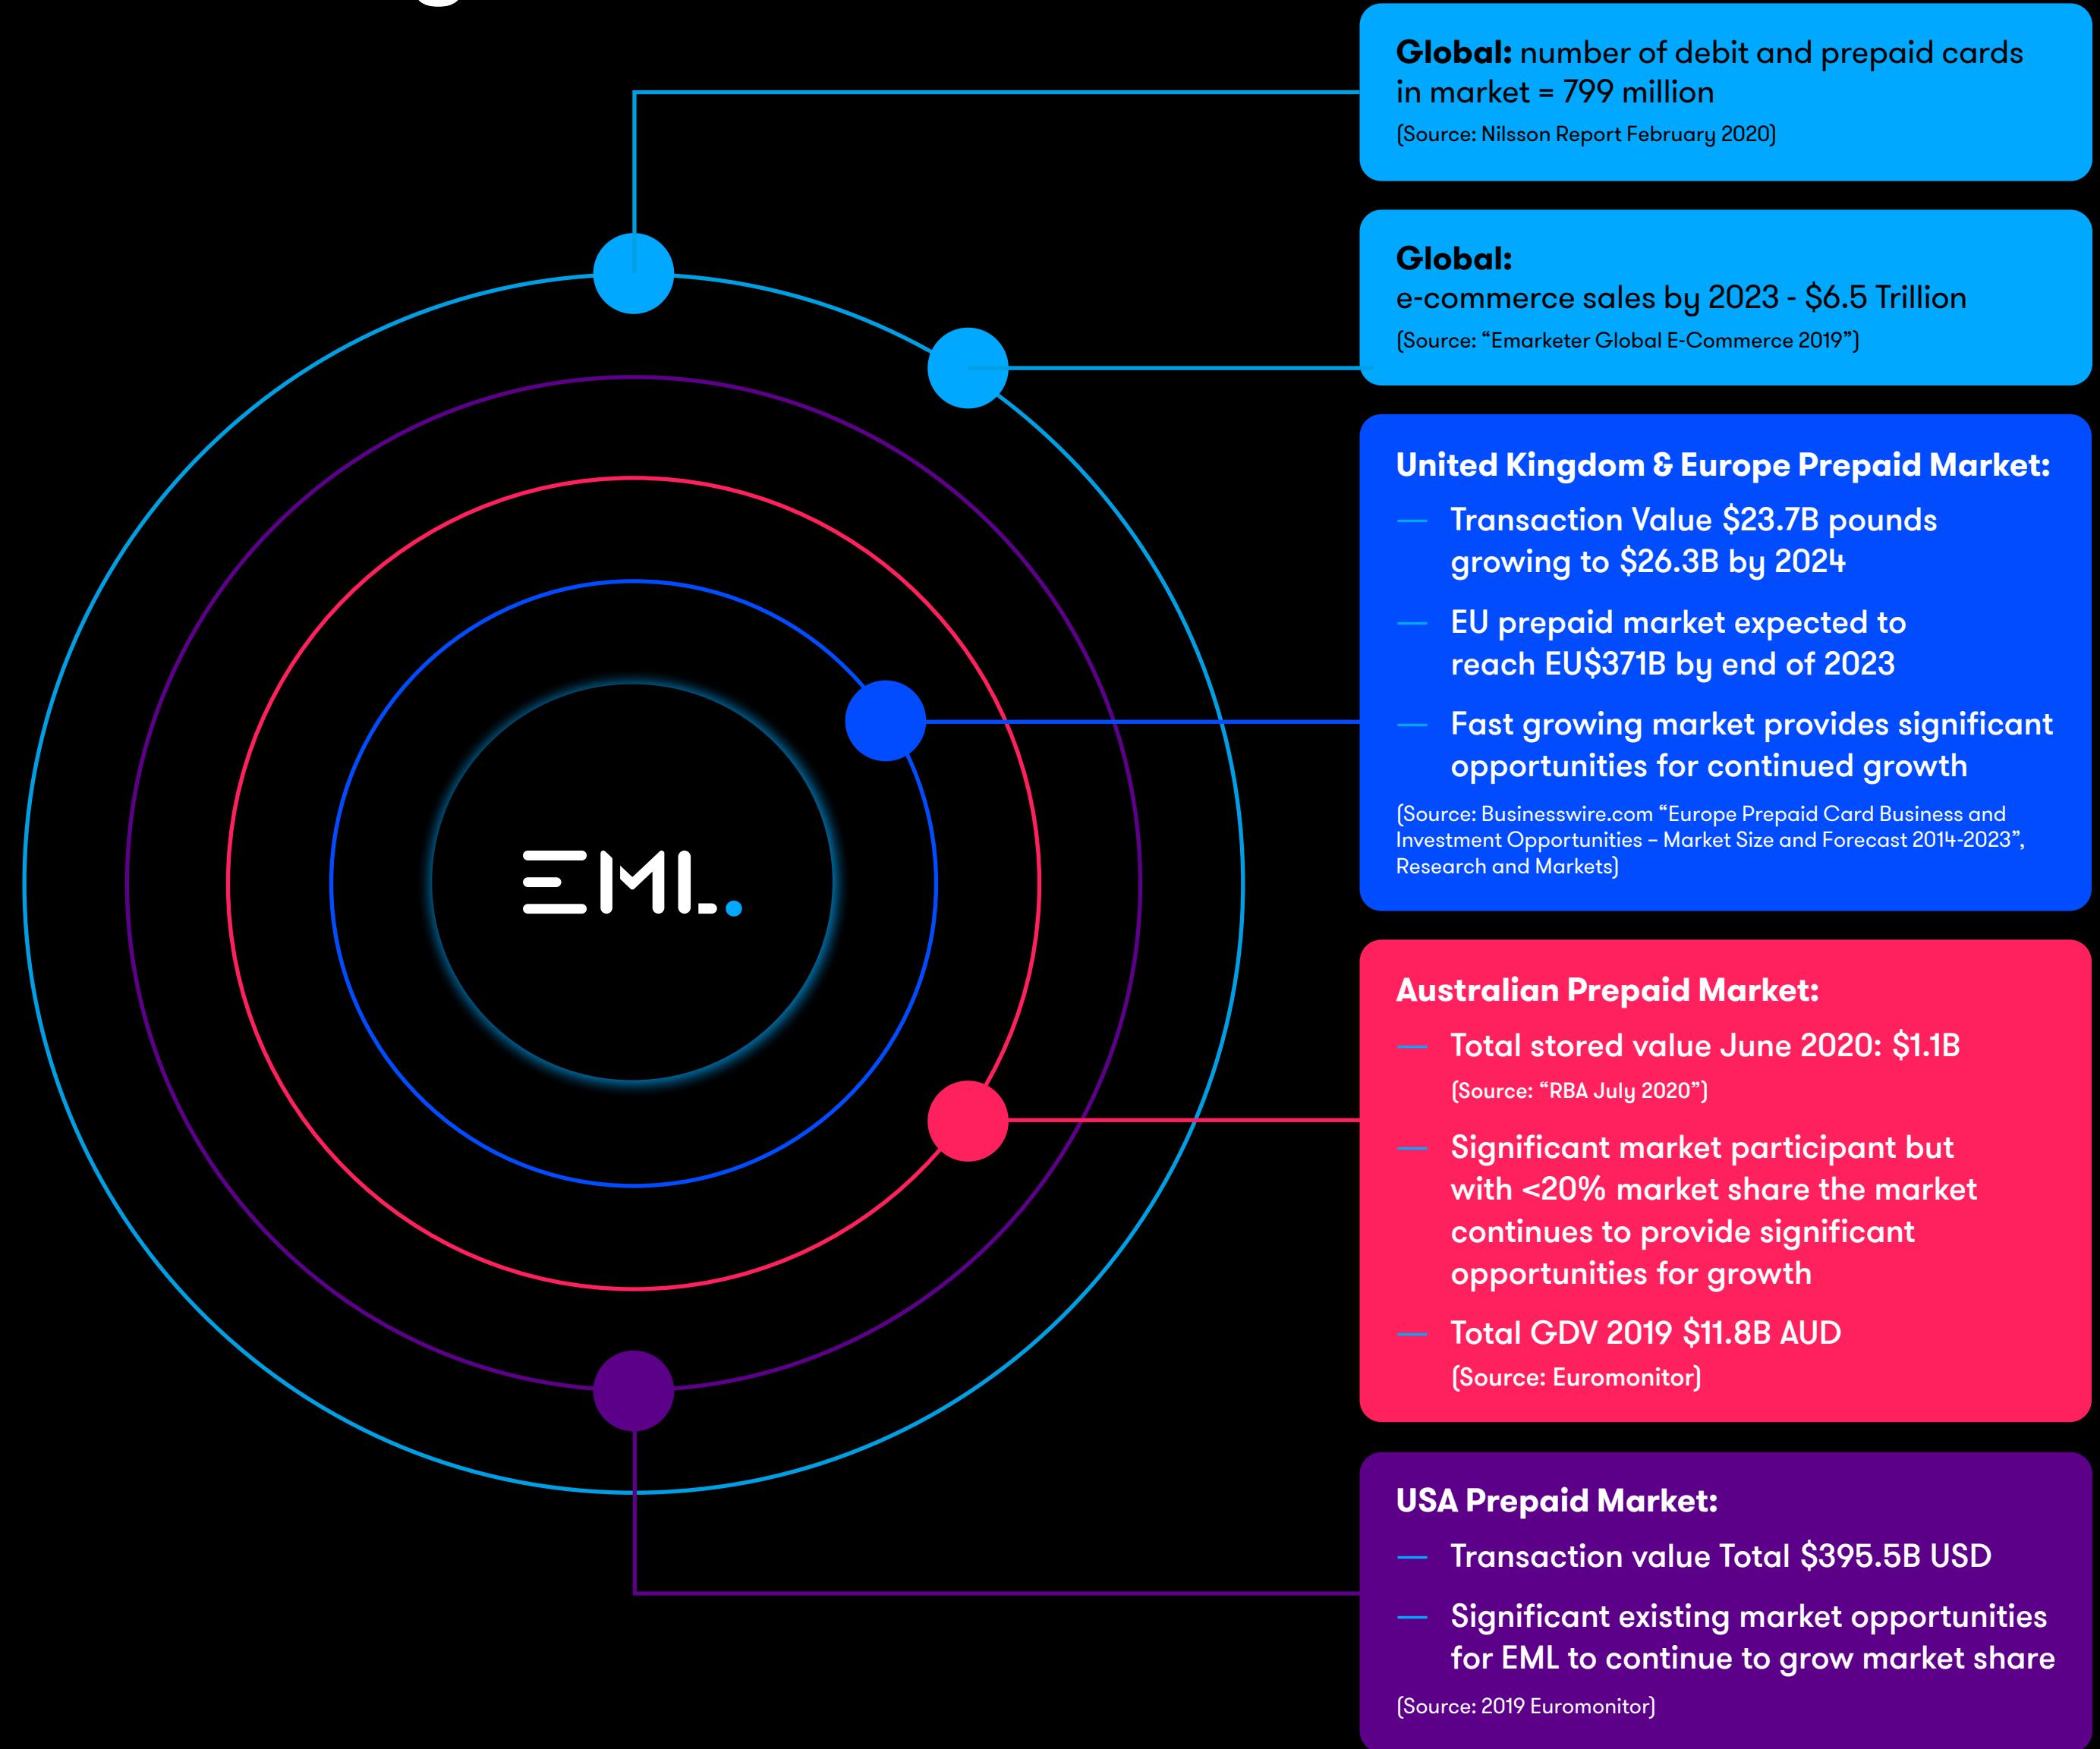 EML.
Global: number of debit and prepaid cards
in market = 799 million
(Source: Nilsson Report February 2020)
Global:
e-commerce sales by 2023 - $6.5 Trillion
(Source: “Emarketer Global E-Commerce 2019”)
United Kingdom & Europe Prepaid Market:
— Transaction Value $23.7B pounds
growing to $26.3B by 2024
— EU prepaid market expected to
reach EU$371B by end of 2023
— Fast growing market provides significant
opportunities for continued growth
(Source: Businesswire.com “Europe Prepaid Card Business and
Investment Opportunities – Market Size and Forecast 2014-2023”,
Research and Markets)
Australian Prepaid Market:
— Total stored value June 2020: $1.1B
(Source: “RBA July 2020”)
— Significant market participant but
with <20% market share the market
continues to provide significant
opportunities for growth
— Total GDV 2019 $11.8B AUD
(Source: Euromonitor)
USA Prepaid Market:
— Transaction value Total $395.5B USD
— Significant existing market opportunities
for EML to continue to grow market share
(Source: 2019 Euromonitor)